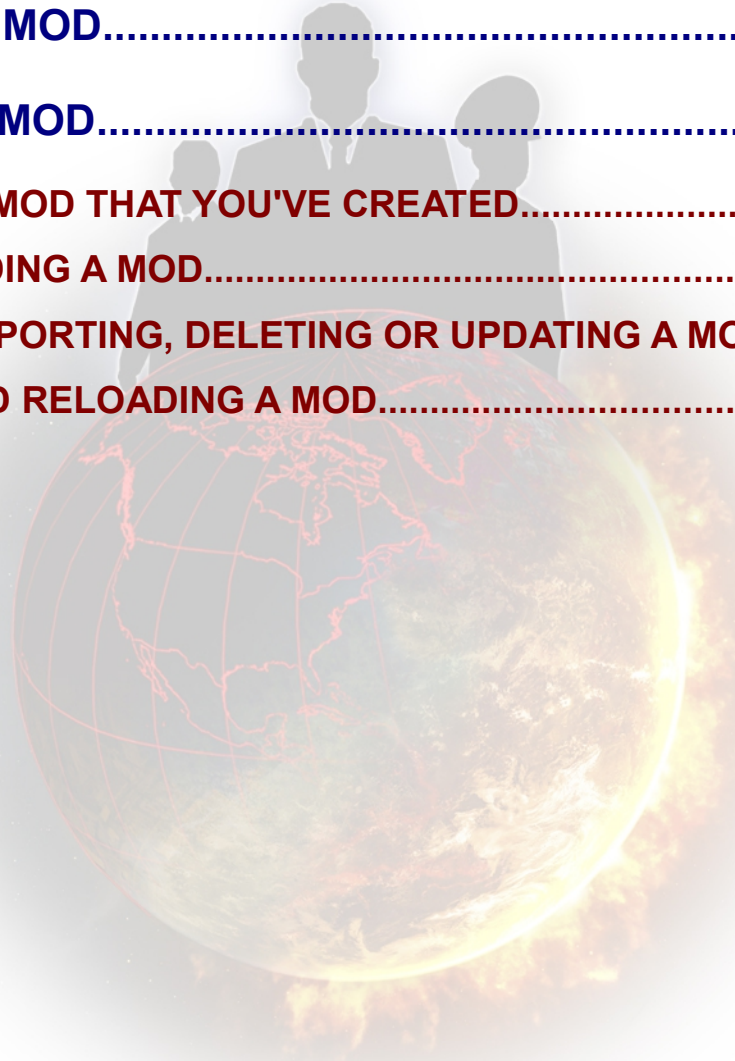 MOD..........................................................
MOD.........................................................
MOD THAT YOU'VE CREATED......................
DING A MOD....................................................
PORTING, DELETING OR UPDATING A MO
D RELOADING A MOD...................................